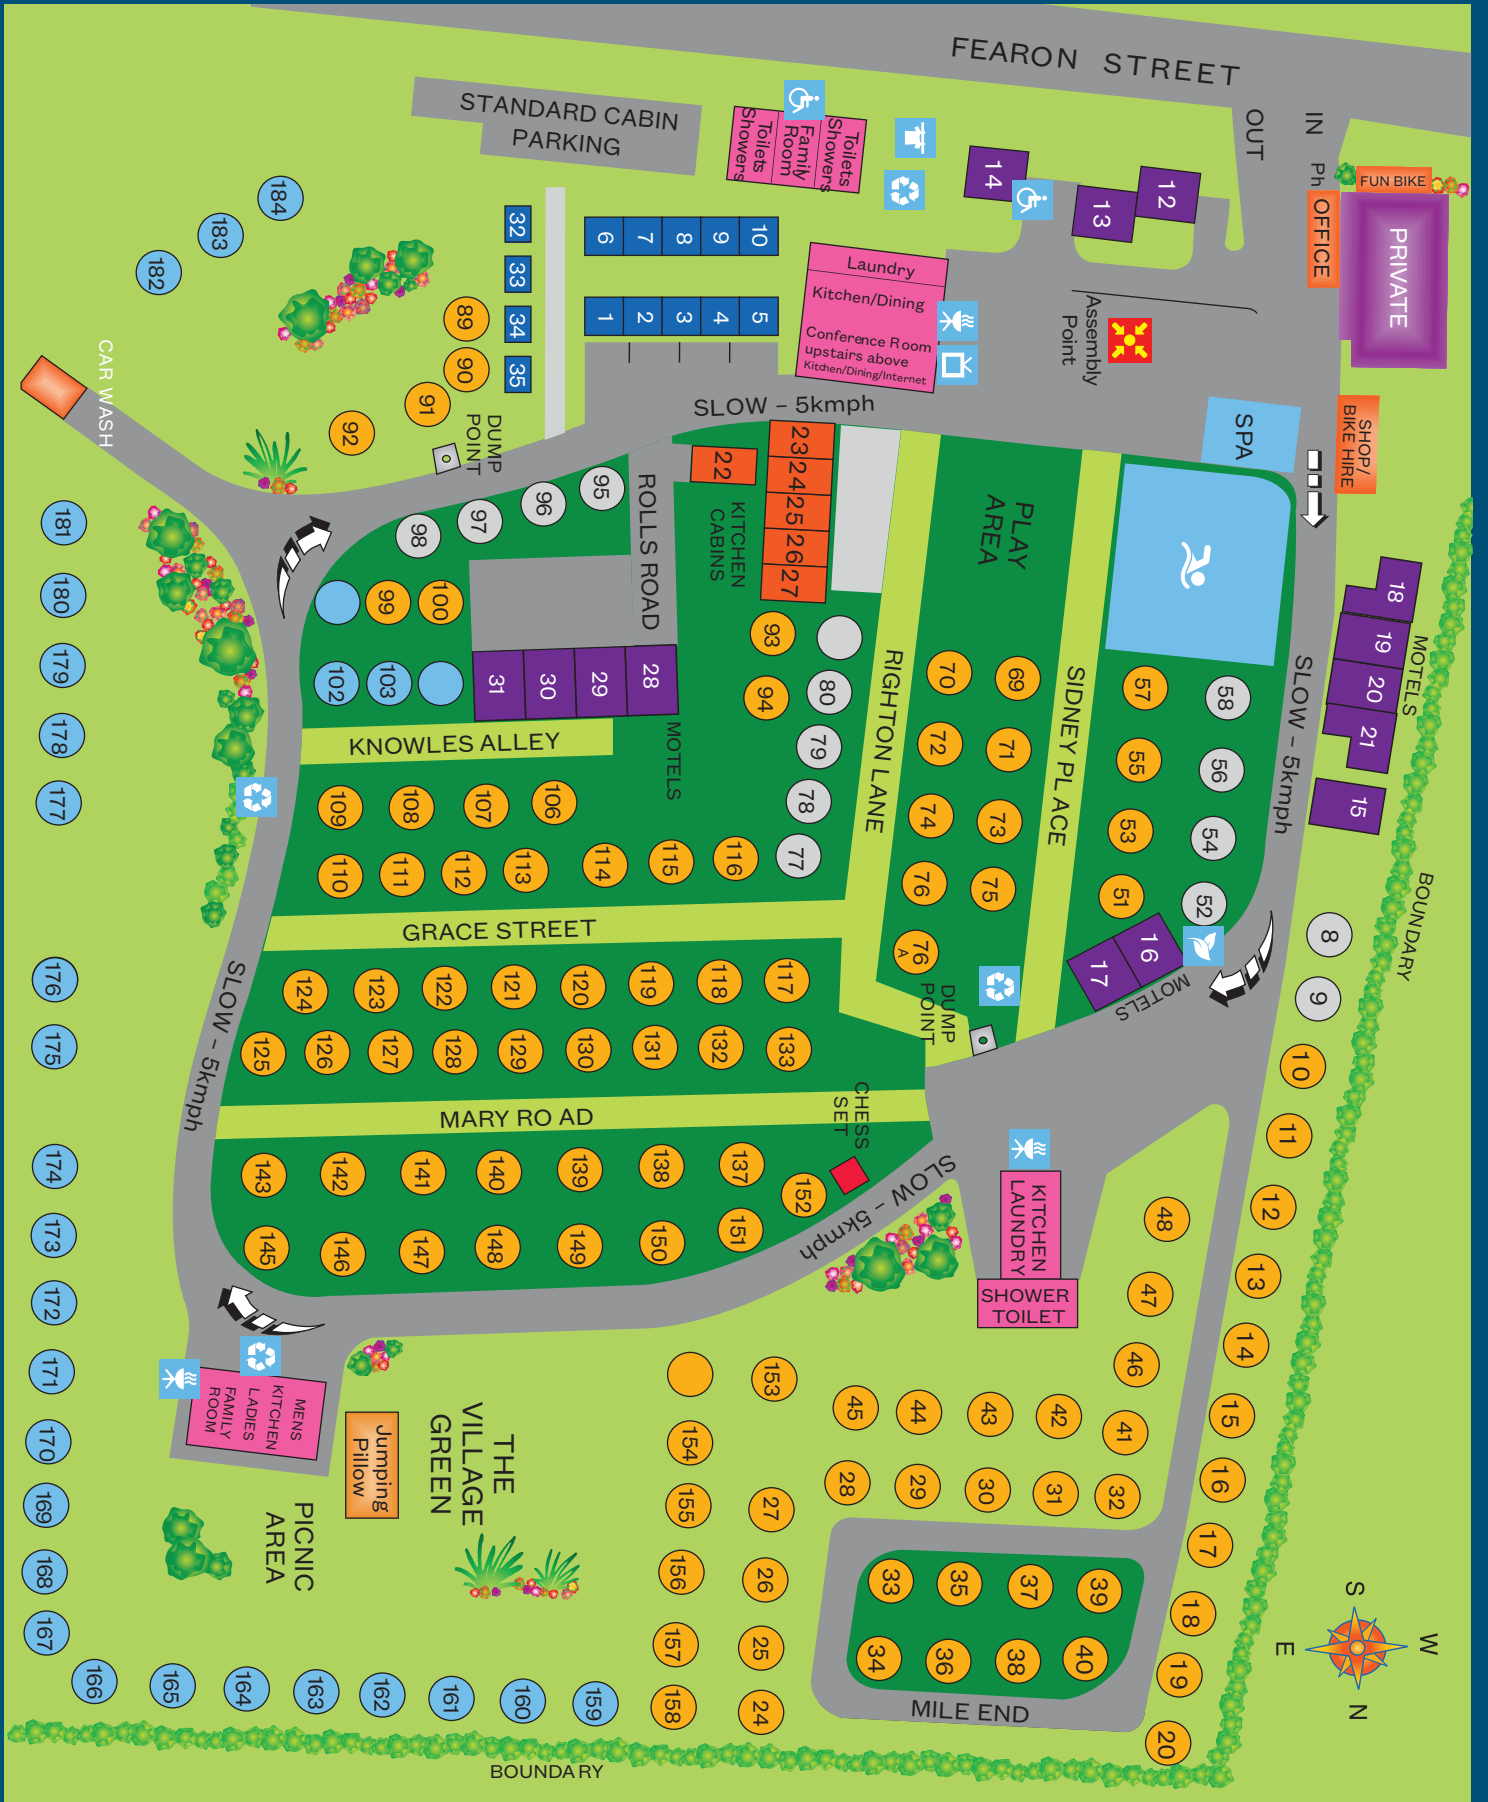 FEARON STREET
STANDARD CABIN
PARKING
Toilets
Showers
Family
Room
Toilets
Showers
14
13
12
OUT
IN
Ph
FUN BIKE
OFFICE
PRIVATE
184
183
182
32
33
34
35
6
7
8
9
10
1
2
3
4
5
Laundry
Kitchen/Dining
Conference Room
upstairs above
Kitchen/Dining/Internet
Assembly
Point
89
90
91
92
CAR WASH
DUMP
POINT
SLOW – 5kmph
SPA
SHOP/
BIKE HIRE
22
23
24
25
26
27
KITCHEN
CABINS
ROLLS ROAD
95
96
97
98
PLAY
AREA
181
180
179
178
177
99
100
102
103
31
30
29
28
MOTELS
93
94
80
79
78
77
RIGHTON LANE
70
69
72
71
74
73
76
75
76
A
SIDNEY PL ACE
57
58
55
56
53
54
51
52
SLOW – 5kmph
18
19
20
21
15
MOTELS
BOUNDARY
KNOWLES ALLEY
109
108
107
106
110
111
112
113
114
115
116
GRACE STREET
16
17
MOTELS
8
9
10
11
176
175
SLOW – 5kmph
124
123
122
121
120
119
118
117
125
126
127
128
129
130
131
132
133
DUMP
POINT
MARY RO AD
CHESS
SET
174
173
172
171
170
169
168
167
143
142
141
140
139
138
137
152
145
146
147
148
149
150
151
SLOW – 5kmph
KITCHEN
LAUNDRY
SHOWER
TOILET
48
47
46
12
13
14
15
16
17
18
19
20
MENS
KITCHEN
LADIES
FAMILY
ROOM
Jumping
Pillow
THE
VILLAGE
GREEN
PICNIC
AREA
153
154
155
156
157
158
27
26
25
24
45
44
43
42
41
28
29
30
31
32
33
35
37
39
34
36
38
40
MILE END
S
W
E
N
166
165
164
163
162
161
160
159
BOUNDARY